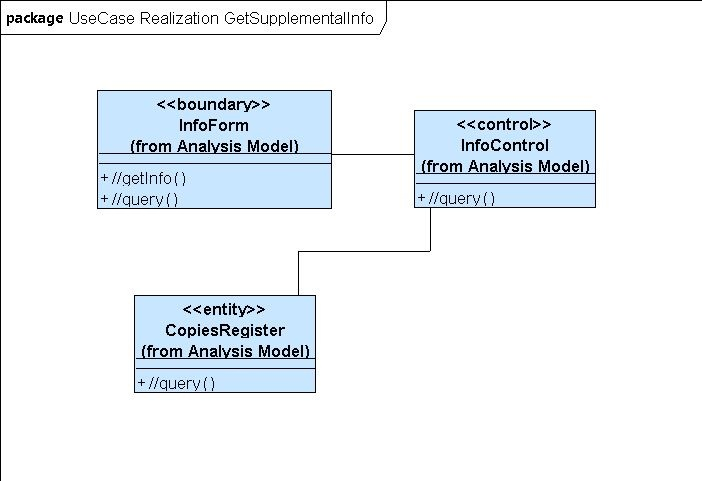 package UseCase Realization GetSupplementalInfo
<<boundary>>
InfoForm
(from Analysis Model)
+ //getInfo()
+ //query()
<<control>>
InfoControl
(from Analysis Model)
+ //query()
<<entity>>
CopiesRegister
(from Analysis Model)
+ //query()